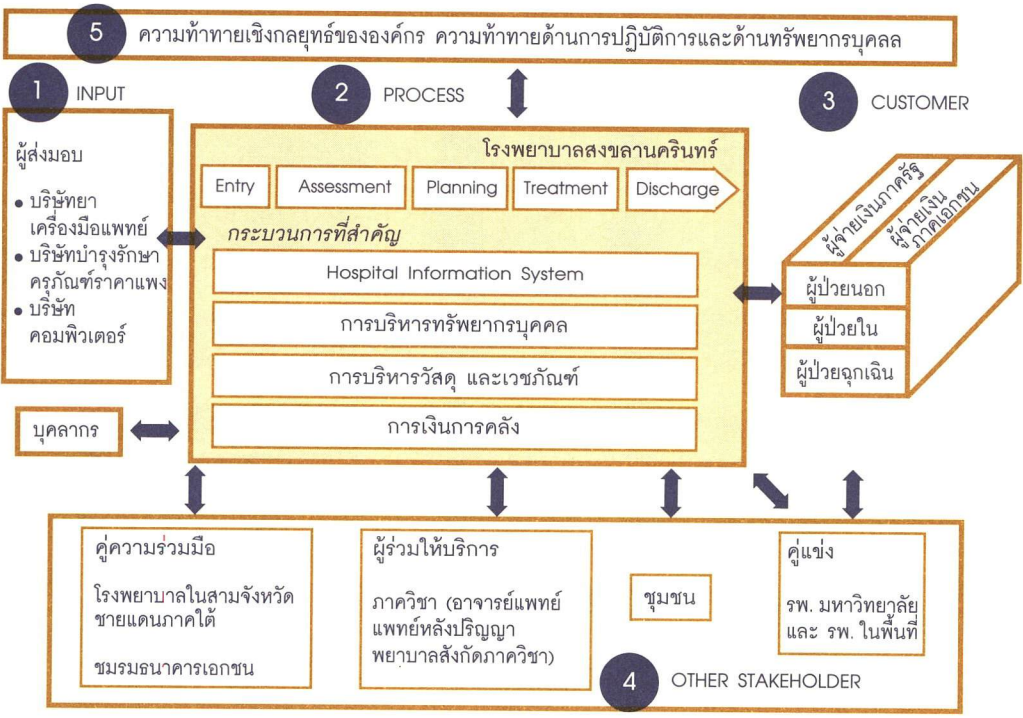 5 ความท้าทายเชิงกลยุทธ์ขององค์กร ความท้าทายด้านการปฏิบัติการและด้านทรัพยากรบุคลล
1 INPUT
2 PROCESS
3 CUSTOMER
ผู้ส่งมอบ
• บริษัทยา
เครื่องมือแพทย์
• บริษัทบำรุงรักษา
ครุภัณฑ์ราคาแพง
• บริษัท
คอมพิวเตอร์
บุคลากร
โรงพยาบาลสงขลานครินทร์
Entry
Assessment
Planning
Treatment
Discharge
กระบวนการที่สำคัญ
Hospital Information System
การบริหารทรัพยากรบุคคล
การบริหารวัสดุ และเวชภัณฑ์
การเงินการคลัง
ผู้จ่ายเงินภาครัฐ
ผู้จ่ายเงิน
ภาคเอกชน
ผู้ป่วยนอก
ผู้ป่วยใน
ผู้ป่วยฉุกเฉิน
คู่ความร่วมมือ
โรงพยาบาลในสามจังหวัด
ชายแดนภาคใต้
ชมรมธนาคารเอกชน
ผู้ร่วมให้บริการ
ภาควิชา (อาจารย์แพทย์
แพทย์หลังปริญญา
พยาบาลสังกัดภาควิชา)
ชุมชน
คู่แข่ง
รพ. มหาวิทยาลัย
และ รพ. ในพื้นที่
4 OTHER STAKEHOLDER